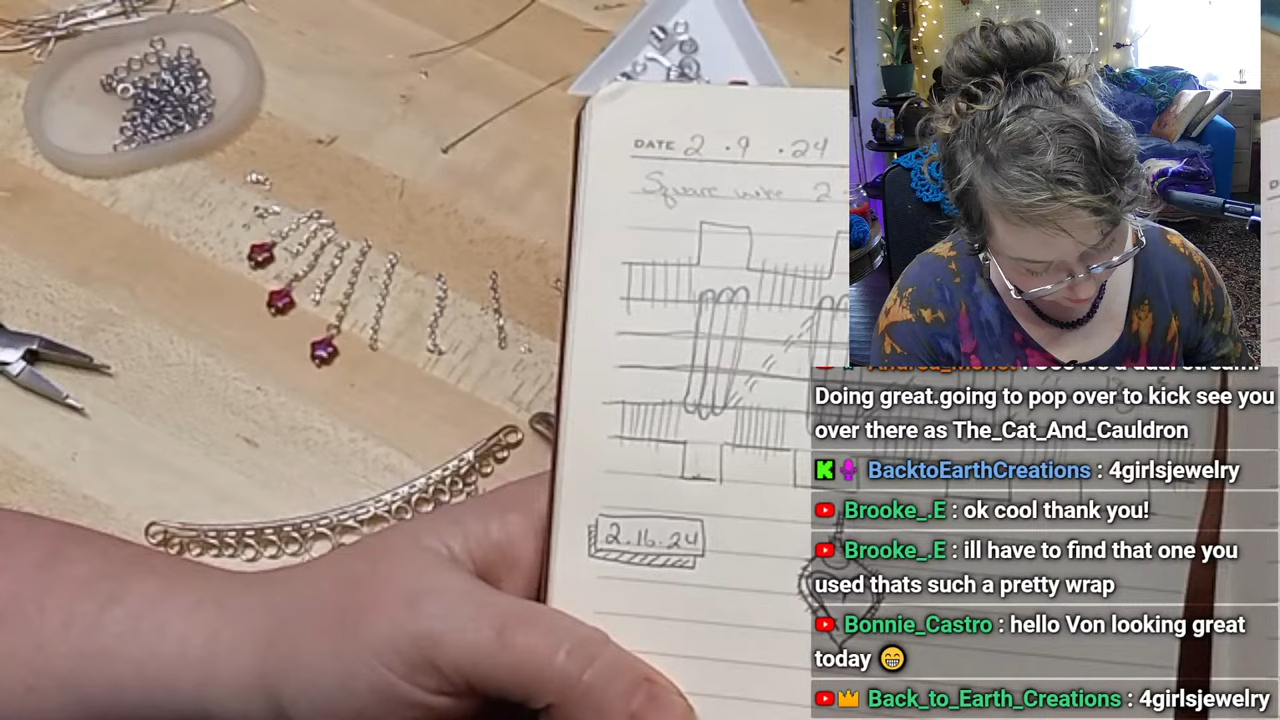 DATE 2 .9 .24
Square wire 2
2.16.24
Doing great.going to pop over to kick see you
over there as The_Cat_And_Cauldron
BacktoEarthCreations : 4girlsjewelry
Brooke_.E : ok cool thank you!
Brooke_.E : ill have to find that one you
used thats such a pretty wrap
Bonnie_Castro : hello Von looking great
today 😁
Back_to_Earth_Creations : 4girlsjewelry